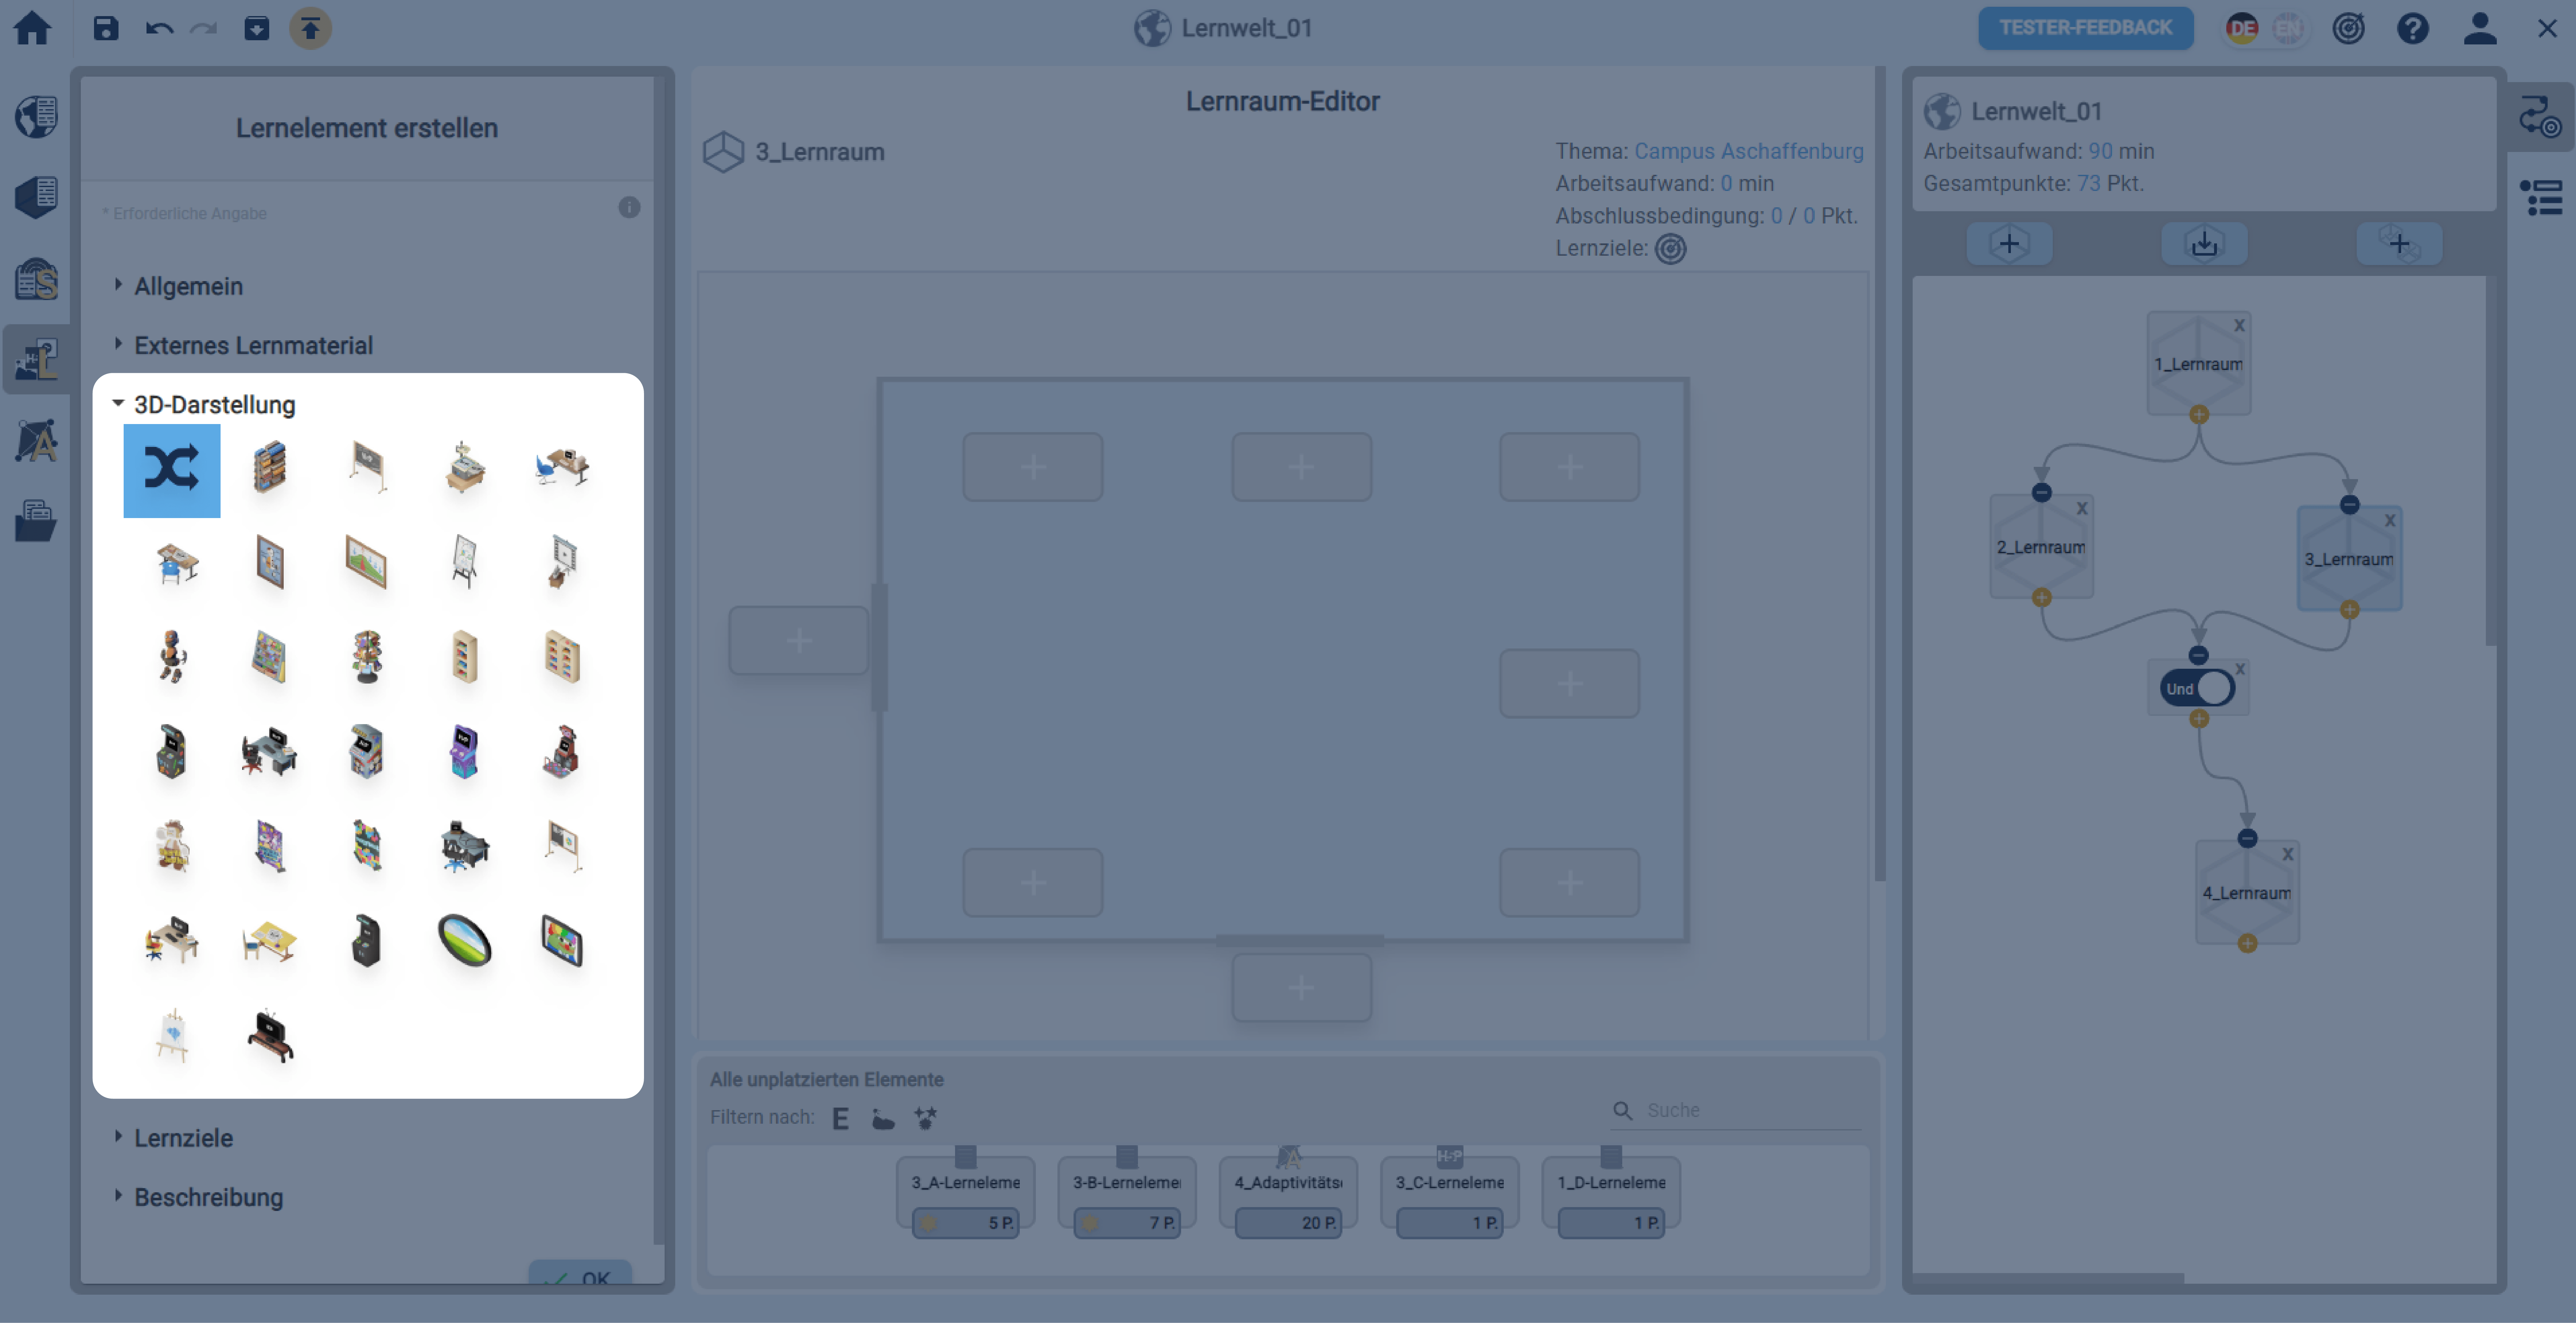 Lernwelt_01
TESTER-FEEDBACK
DE
EN
Lernelement erstellen
* Erforderliche Angabe
Allgemein
Externes Lernmaterial
3D-Darstellung
Lernziele
Beschreibung
OK
Lernraum-Editor
3_Lernraum
Thema: Campus Aschaffenburg
Arbeitsaufwand: 0 min
Abschlussbedingung: 0 / 0 Pkt.
Lernziele:
Alle unplatzierten Elemente
Filtern nach: E
Suche
3_A-Lerneleme
5 P.
3-B-Lerneleme
7 P.
4_Adaptivitäts
20 P.
H-P
3_C-Lerneleme
1 P.
1_D-Lerneleme
1 P.
Lernwelt_01
Arbeitsaufwand: 90 min
Gesamtpunkte: 73 Pkt.
X
1_Lernraum
X
2_Lernraum
X
3_Lernraum
X
Und
X
4_Lernraum